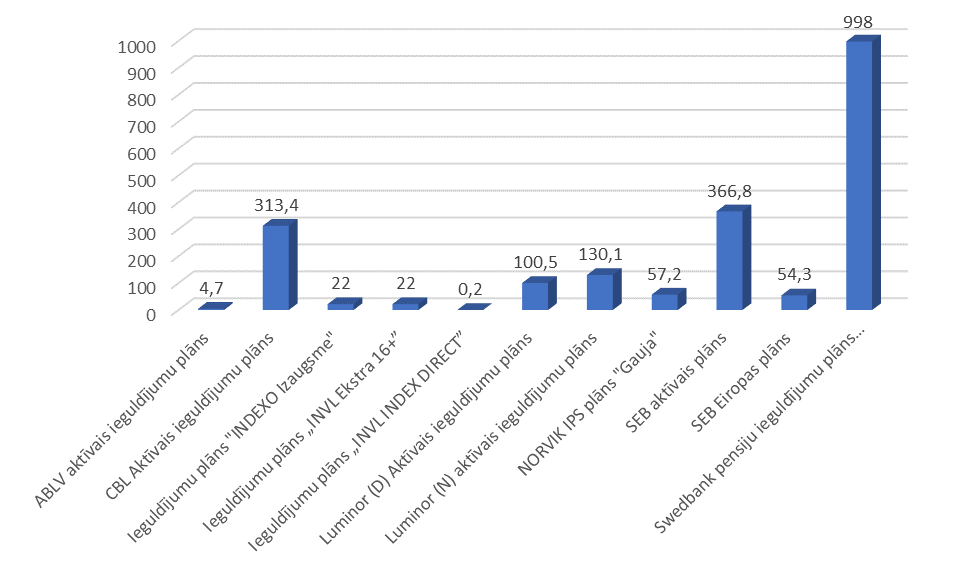 998
1000
900
800
700
600
500
400
300
200
100
0
4,7
313,4
22
22
0,2
100,5
130,1
57,2
366,8
54,3
ABLV aktīvais ieguldījumu plāns
CBL Aktīvais ieguldījumu plāns
Ieguldījumu plāns "INDEXO Izaugsme"
Ieguldījumu plāns „INVL Ekstra 16+”
Ieguldījumu plāns „INVL INDEX DIRECT”
Luminor (D) Aktīvais ieguldījumu plāns
Luminor (N) aktīvais ieguldījumu plāns
NORVIK IPS plāns "Gauja"
SEB aktīvais plāns
SEB Eiropas plāns
Swedbank pensiju ieguldījumu plāns...